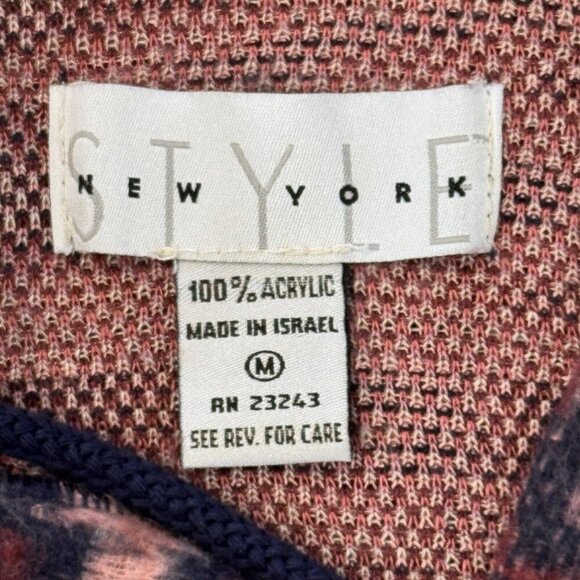 STYLE
NEW YORK
100% ACRYLIC
MADE IN ISRAEL
M
RN 23243
SEE REV. FOR CARE